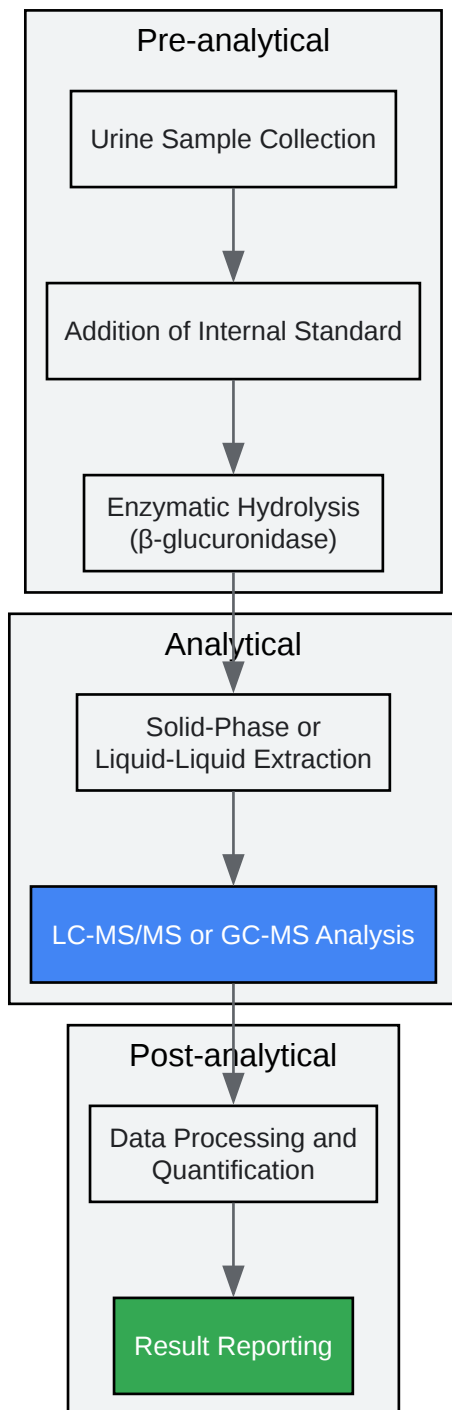 Pre-analytical
Urine Sample Collection
Addition of Internal Standard
Enzymatic Hydrolysis
(β-glucuronidase)
Analytical
Solid-Phase or
Liquid-Liquid Extraction
LC-MS/MS or GC-MS Analysis
Post-analytical
Data Processing and
Quantification
Result Reporting